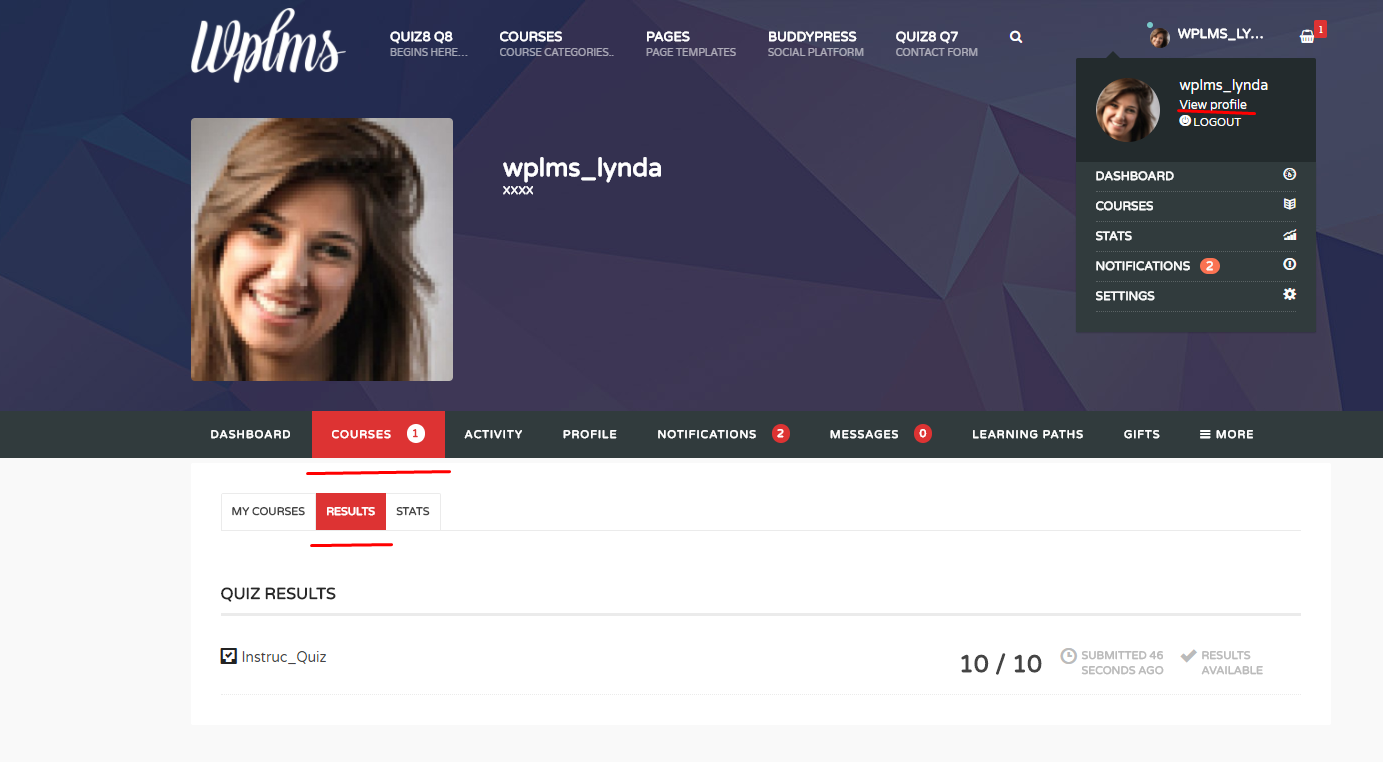 Wplms
QUIZ8 Q8
BEGINS HERE...
COURSES
COURSE CATEGORIES..
PAGES
PAGE TEMPLATES
BUDDYPRESS
SOCIAL PLATFORM
QUIZ8 Q7
CONTACT FORM
WPLMS_LY...
1
wplms_lynda
View profile
LOGOUT
DASHBOARD
COURSES
STATS
NOTIFICATIONS 2
SETTINGS
wplms_lynda
xxxx
DASHBOARD
COURSES 1
ACTIVITY
PROFILE
NOTIFICATIONS 2
MESSAGES 0
LEARNING PATHS
GIFTS
MORE
MY COURSES
RESULTS
STATS
QUIZ RESULTS
Instruc_Quiz
10 / 10
SUBMITTED 46
SECONDS AGO
RESULTS
AVAILABLE